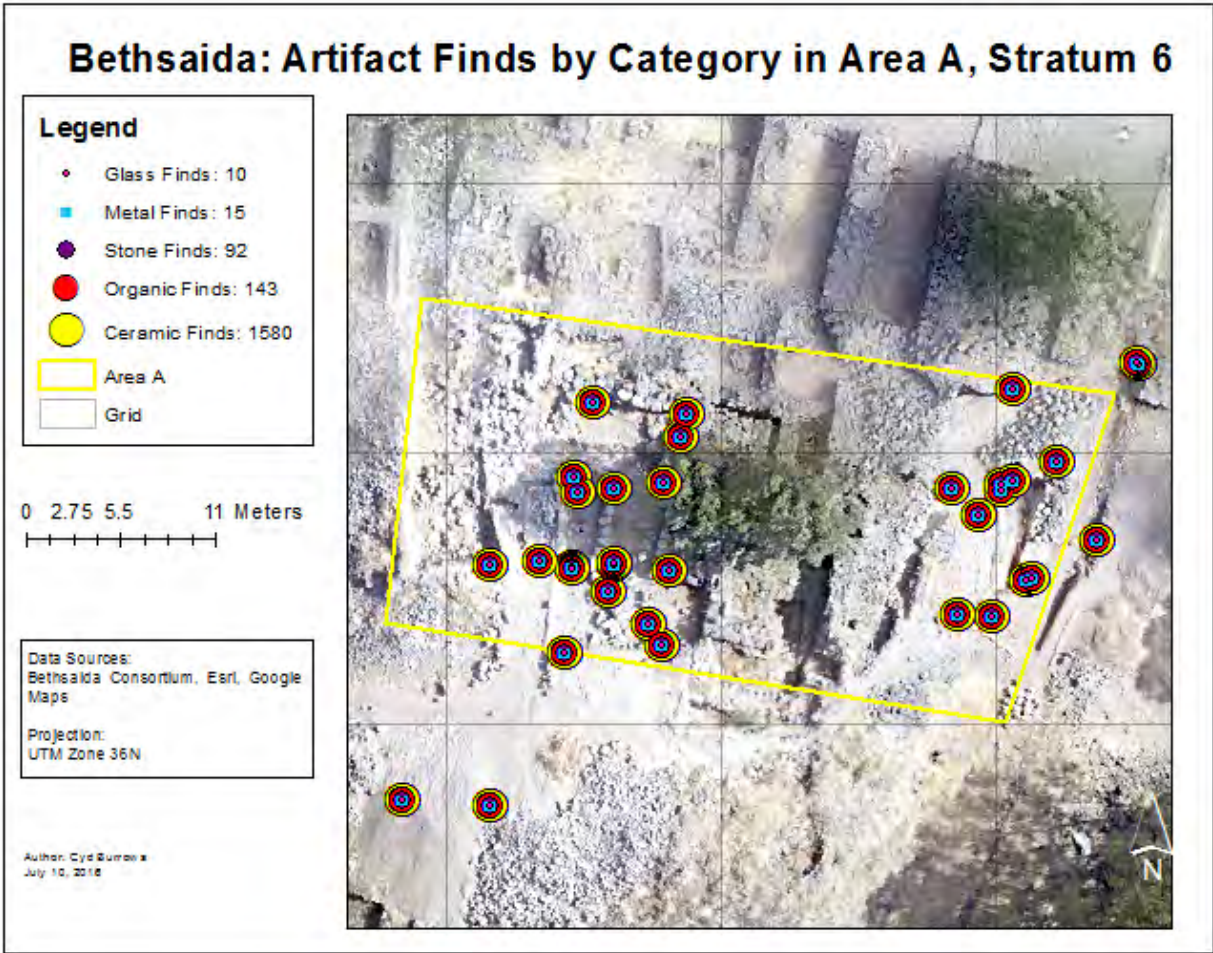 Bethsaida: Artifact Finds by Category in Area A, Stratum 6
Legend
Glass Finds: 10
Metal Finds: 15
Stone Finds: 92
Organic Finds: 143
Ceramic Finds: 1580
Area A
Grid
0 2.75 5.5 11 Meters
Data Sources:
Bethsaida Consortium, Esri, Google
Maps
Projection:
UTM Zone 36N
Author: Cyd Burrows
July 10, 2016
N